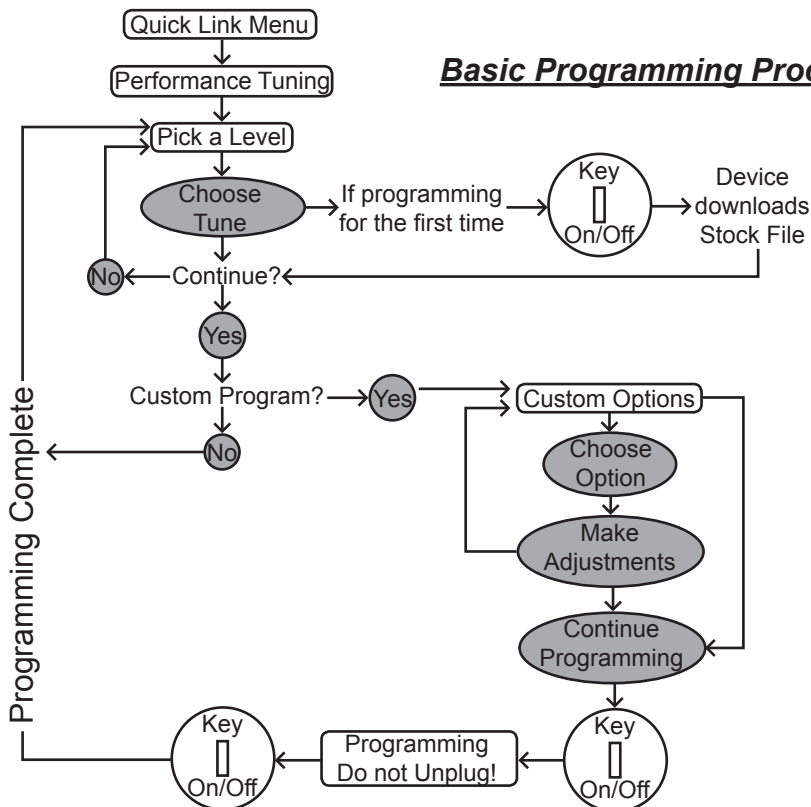 Quick Link Menu
Basic Programming
Performance Tuning
Pick a Level
Choose
Tune
If programming
for the first time
Key
On/Off
Device
downloads
Stock File
No
Continue?
Yes
Custom Program?
Yes
Custom Options
No
Choose
Option
Make
Adjustments
Continue
Programming
Programming Complete
Key
On/Off
Programming
Do not Unplug!
Key
On/Off